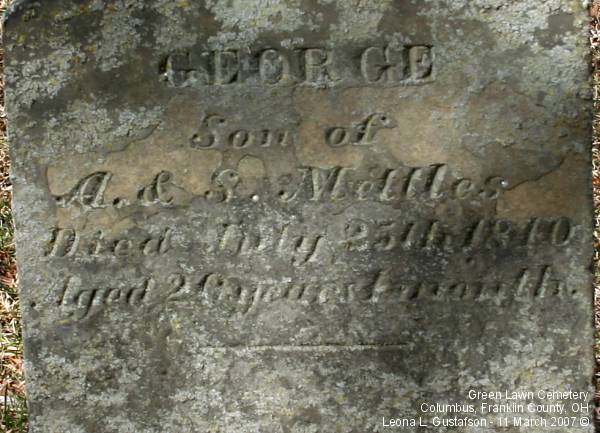 GEORGE
Son of
A. & S. Mettles
Died July 25th 1840
Aged 20 years 1 month.
Green Lawn Cemetery
Columbus, Franklin County, OH
Leona L. Gustafson - 11 March 2007 ©